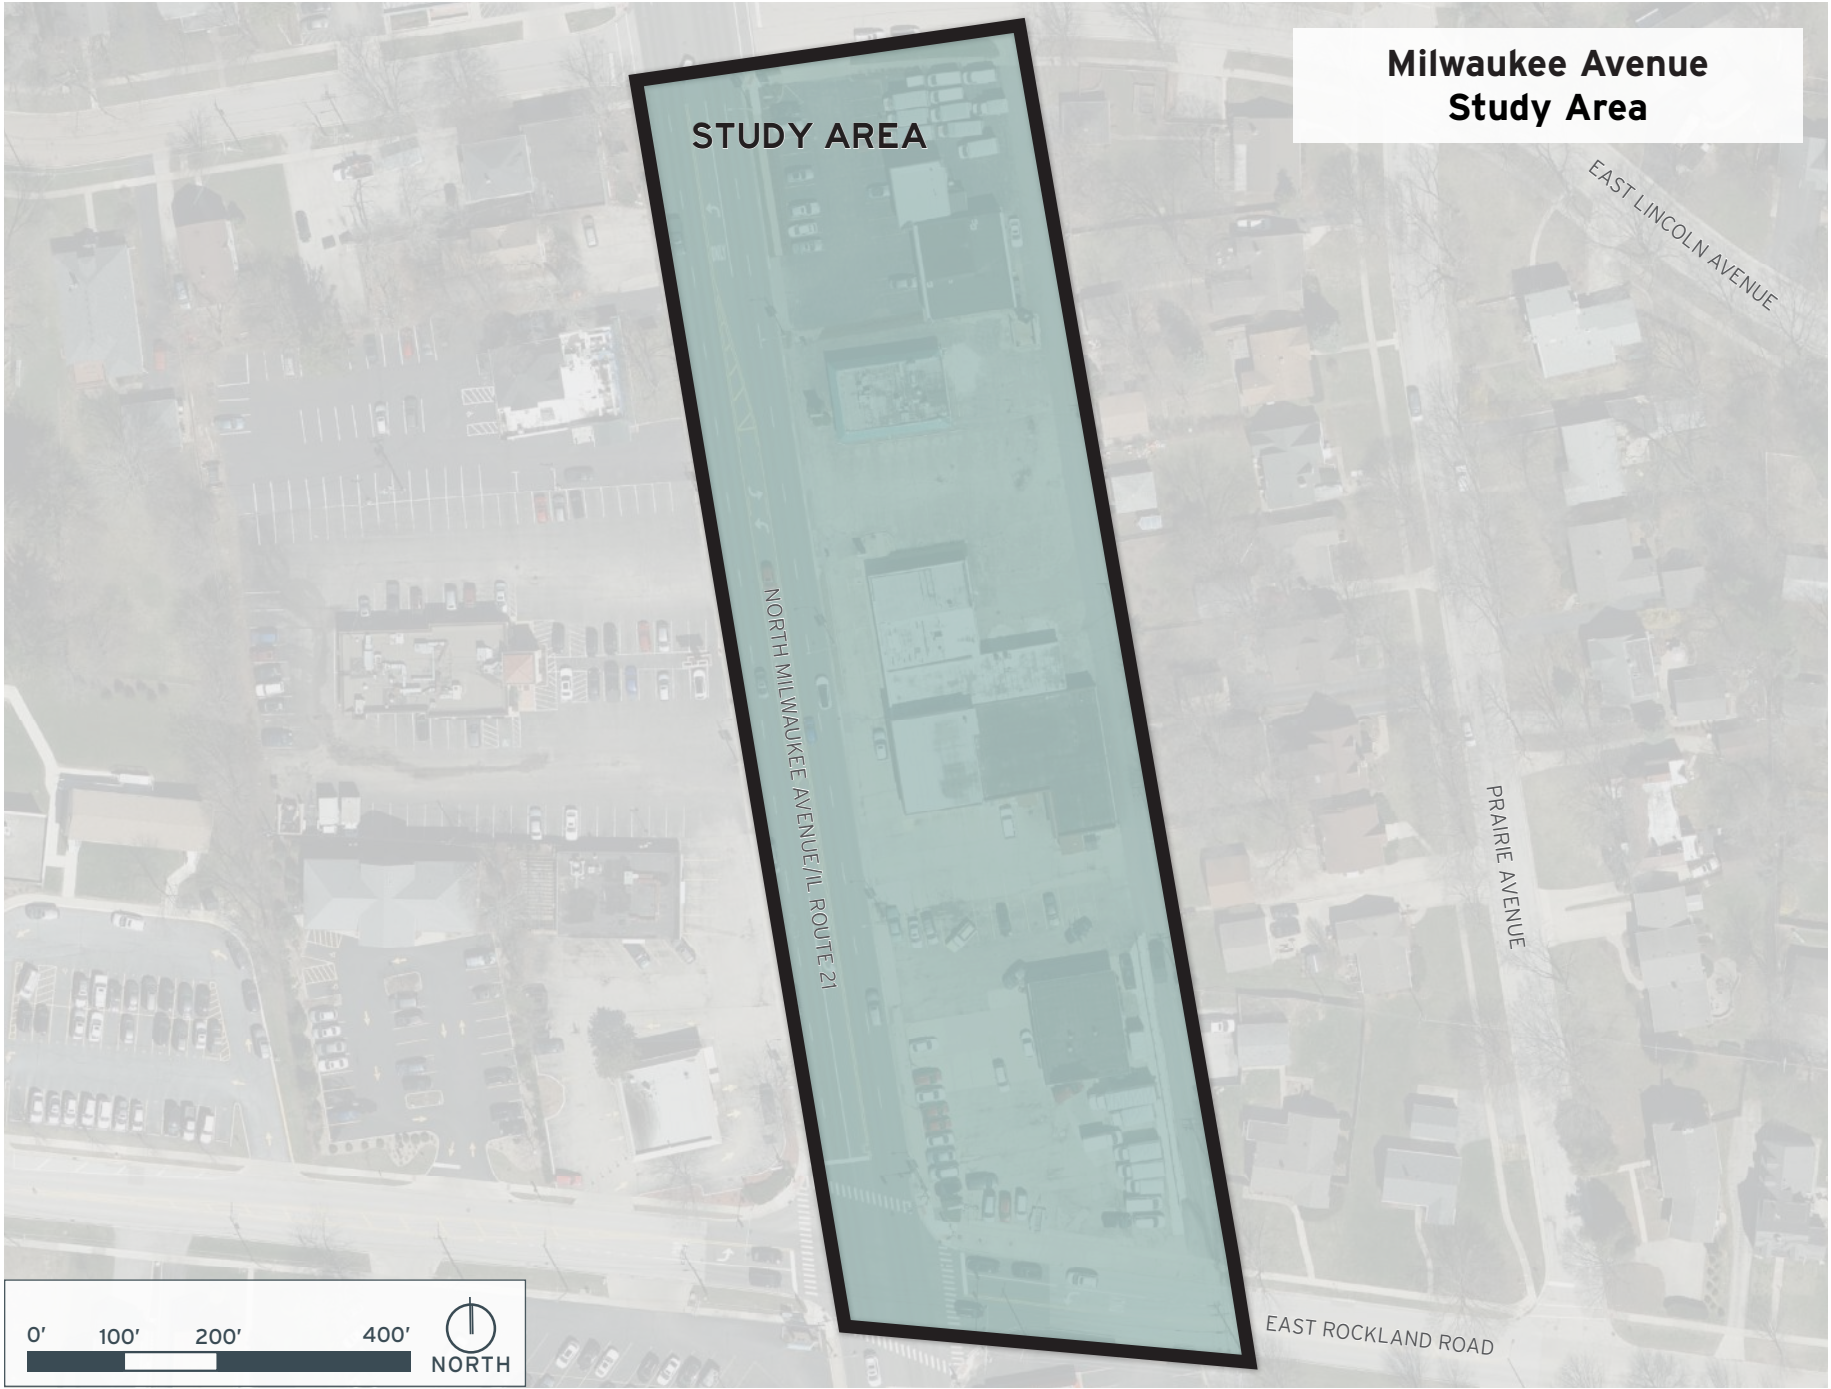 Milwaukee Avenue
Study Area
STUDY AREA
EAST LINCOLN AVENUE
NORTH MILWAUKEE AVENUE/IL ROUTE 21
PRAIRIE AVENUE
EAST ROCKLAND ROAD
0' 100' 200' 400'
NORTH